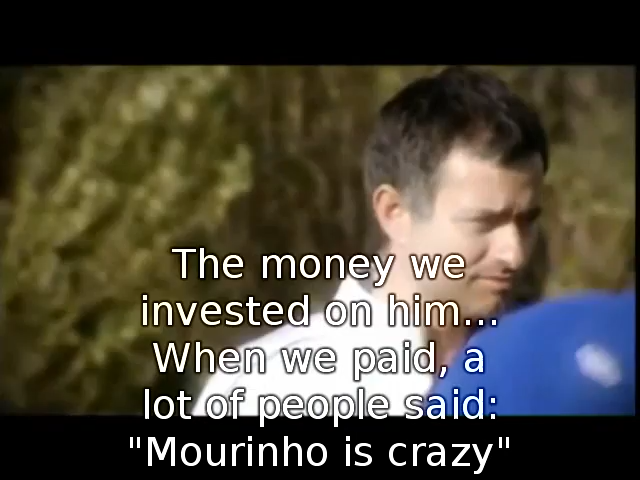 The money we
invested on him...
When we paid, a
lot of people said:
"Mourinho is crazy"